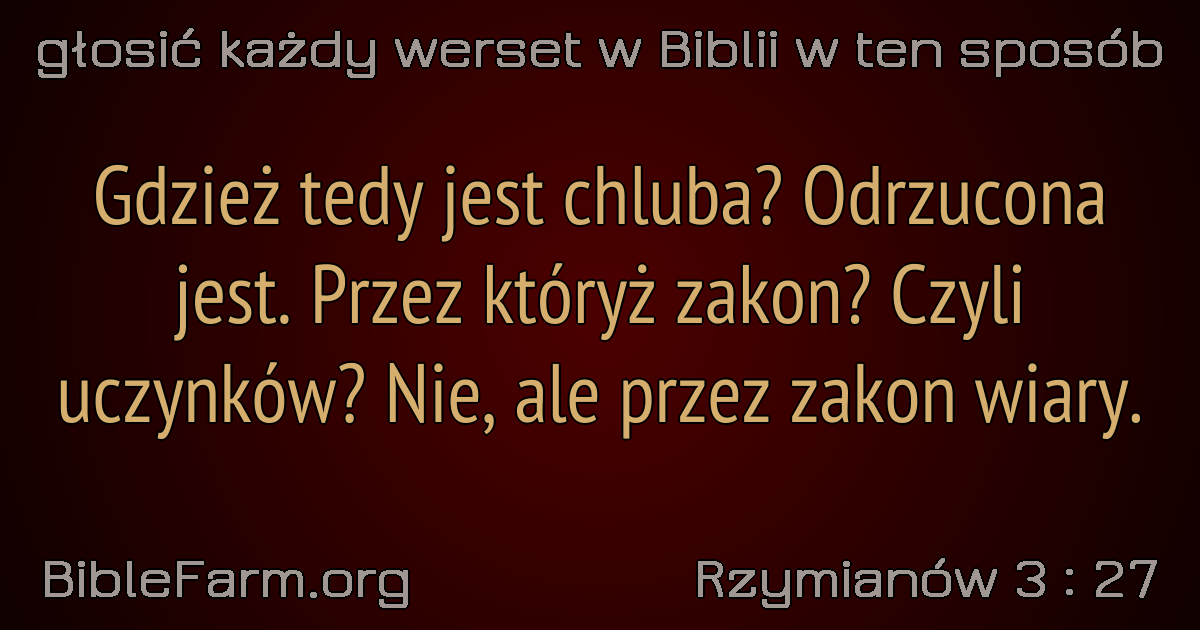 głosić każdy werset w Biblii w ten sposób
Gdzież tedy jest chluba? Odrzucona
jest. Przez któryż zakon? Czyli
uczynków? Nie, ale przez zakon wiary.
BibleFarm.org
Rzymianów 3 : 27